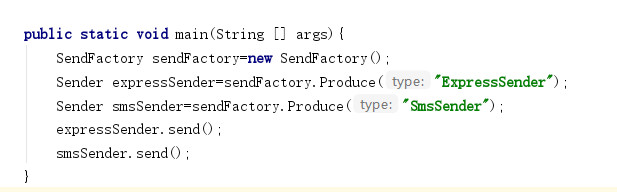 public static void main(String [] args){
SendFactory sendFactory=new SendFactory();
Sender expressSender=sendFactory.Produce( type: "ExpressSender");
Sender smsSender=sendFactory.Produce( type: "SmsSender");
expressSender.send();
smsSender.send();
}